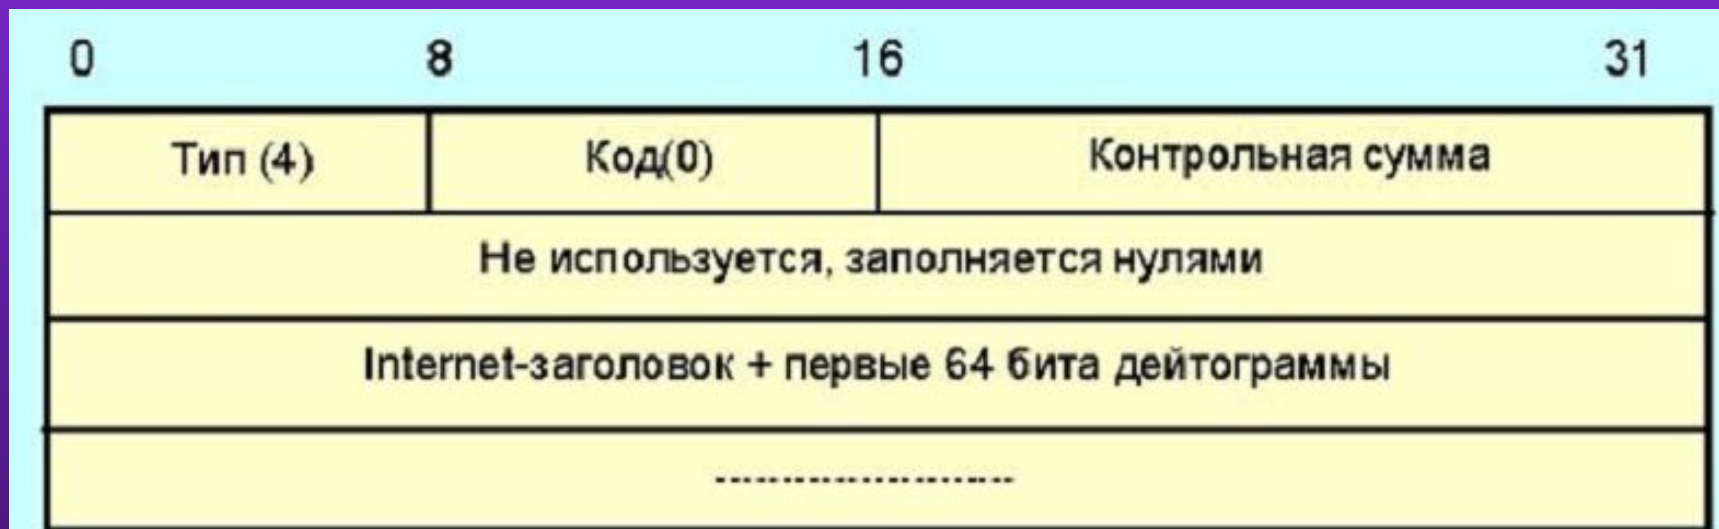 0 8 16 31
Тип (4) Код(0) Контрольная сумма
Не используется, заполняется нулями
Internet-заголовок + первые 64 бита дейтограммы
-----------------------